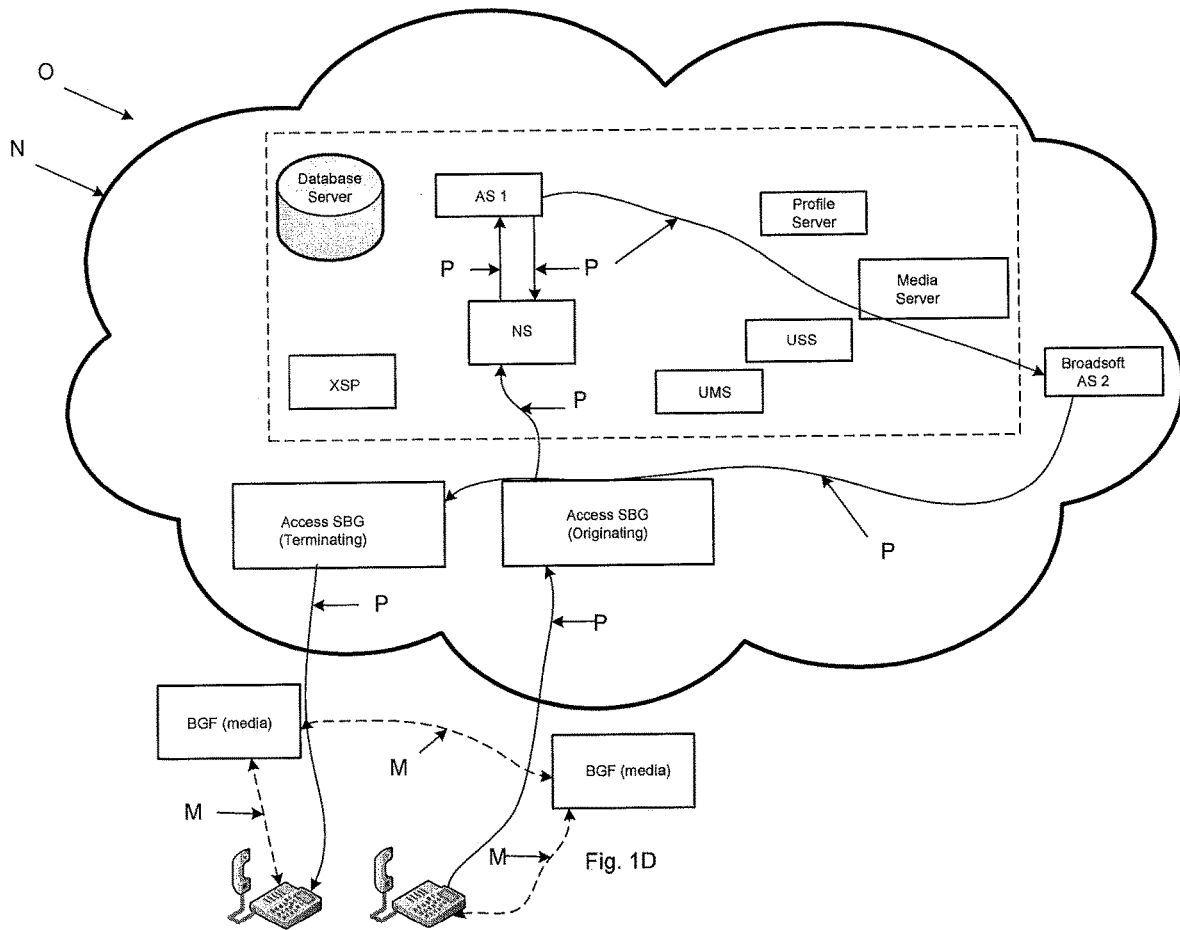 O
N
Database
Server
AS 1
Profile
Server
P
P
Media
Server
NS
USS
Broadsoft
AS 2
XSP
UMS
P
Access SBG
(Terminating)
Access SBG
(Originating)
P
P
P
BGF (media)
M
BGF (media)
M
M
Fig. 1D